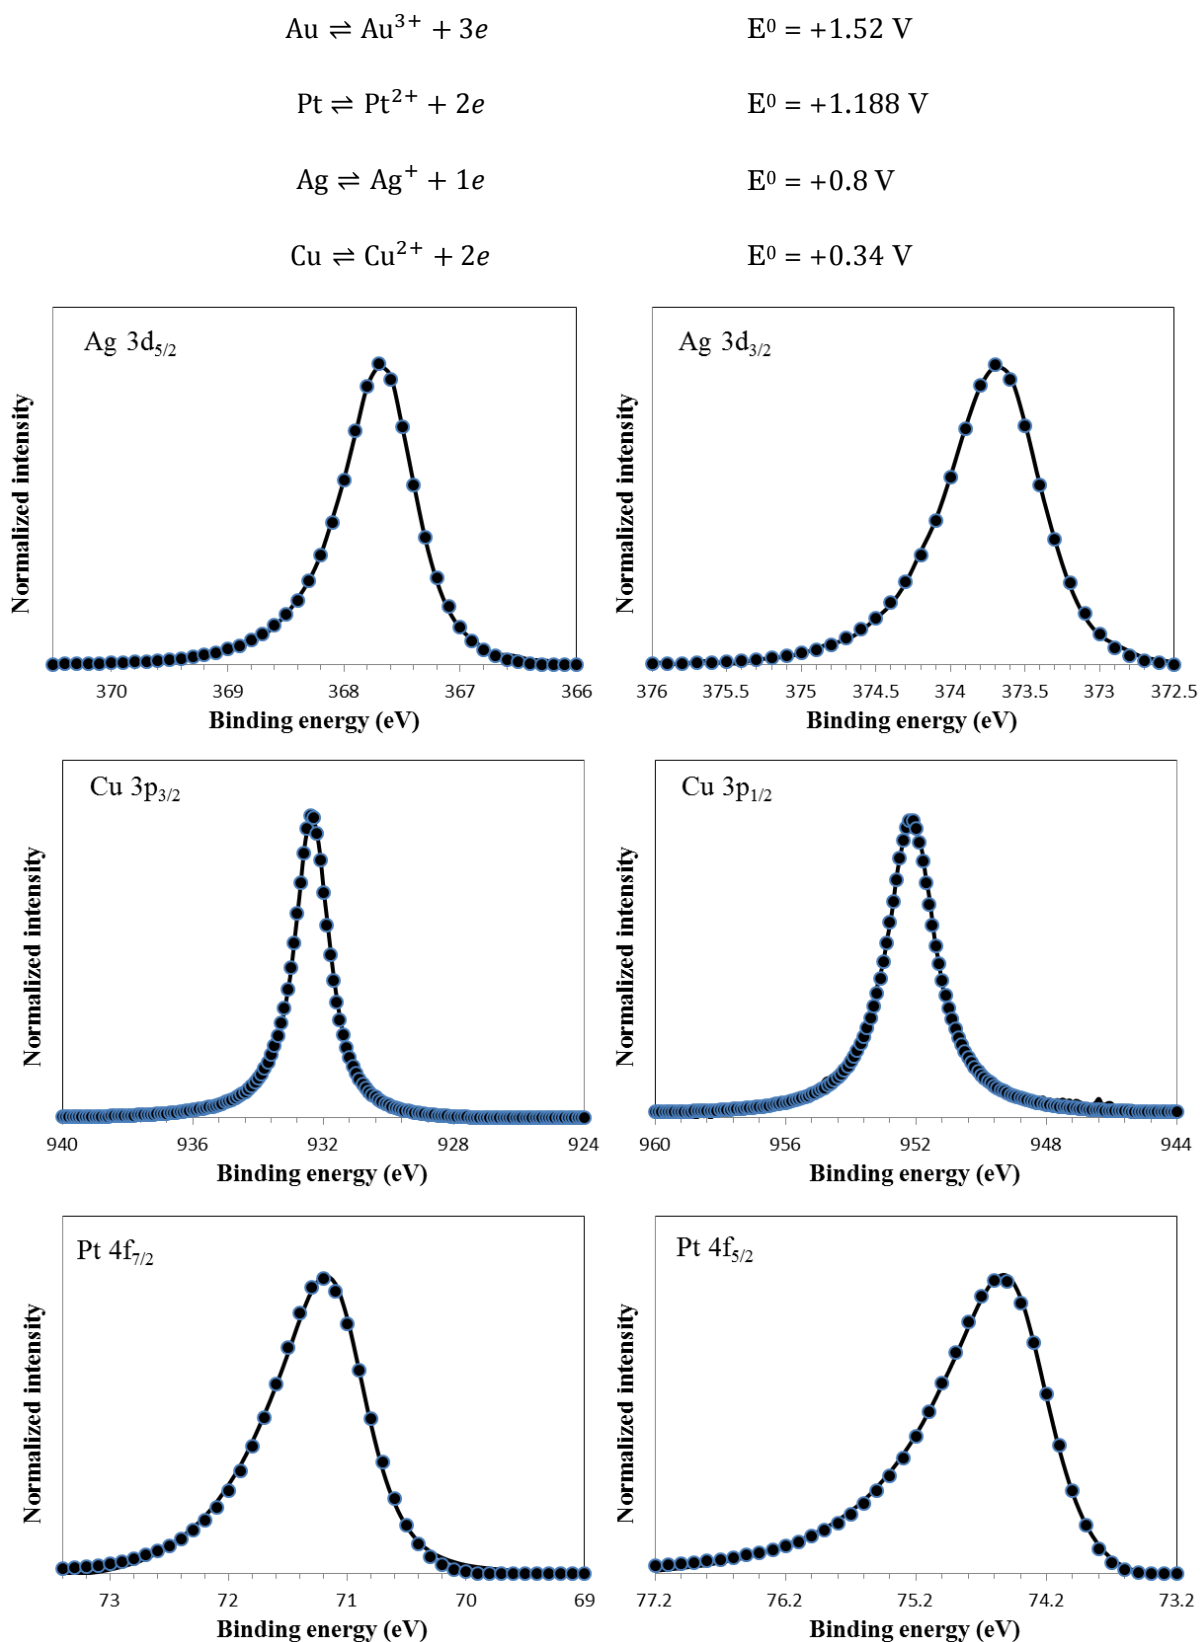 Au ⇌ Au³⁺ + 3e E⁰ = +1.52 V
Pt ⇌ Pt²⁺ + 2e E⁰ = +1.188 V
Ag ⇌ Ag⁺ + 1e E⁰ = +0.8 V
Cu ⇌ Cu²⁺ + 2e E⁰ = +0.34 V
Ag 3d₅/₂
Normalized intensity
370 369 368 367 366
Binding energy (eV)
Ag 3d₃/₂
Normalized intensity
376 375.5 375 374.5 374 373.5 373 372.5
Binding energy (eV)
Cu 3p₃/₂
Normalized intensity
940 936 932 928 924
Binding energy (eV)
Cu 3p₁/₂
Normalized intensity
960 956 952 948 944
Binding energy (eV)
Pt 4f₇/₂
Normalized intensity
73 72 71 70 69
Binding energy (eV)
Pt 4f₅/₂
Normalized intensity
77.2 76.2 75.2 74.2 73.2
Binding energy (eV)